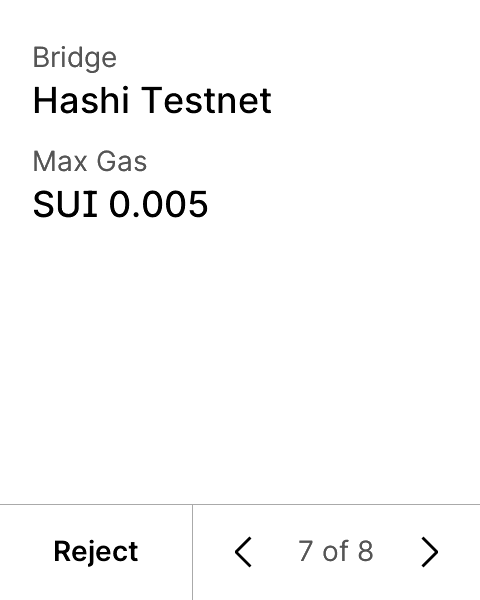 Bridge
Hashi Testnet
Max Gas
SUI 0.005
Reject
7 of 8